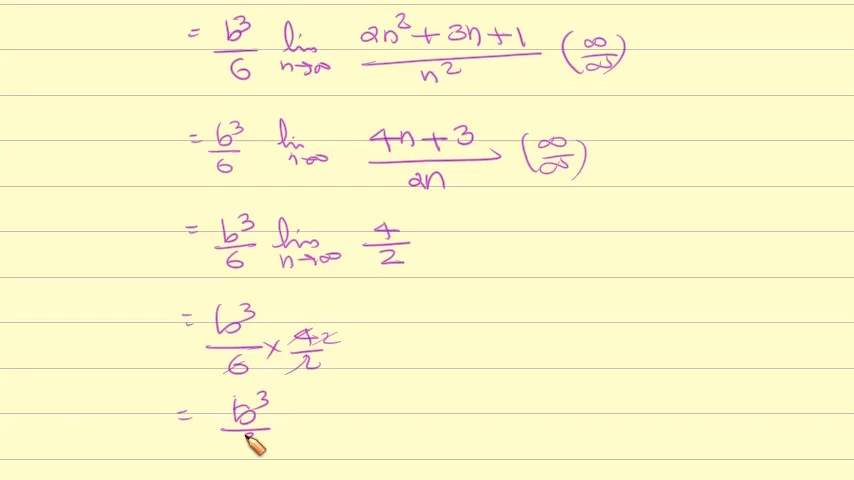 = b³/6 lim n→∞ (2n² + 3n + 1)/n² (∞/∞)
= b³/6 lim n→∞ (4n + 3)/2n (∞/∞)
= b³/6 lim n→∞ 4/2
= b³/6 × 4/2 2
= b³/